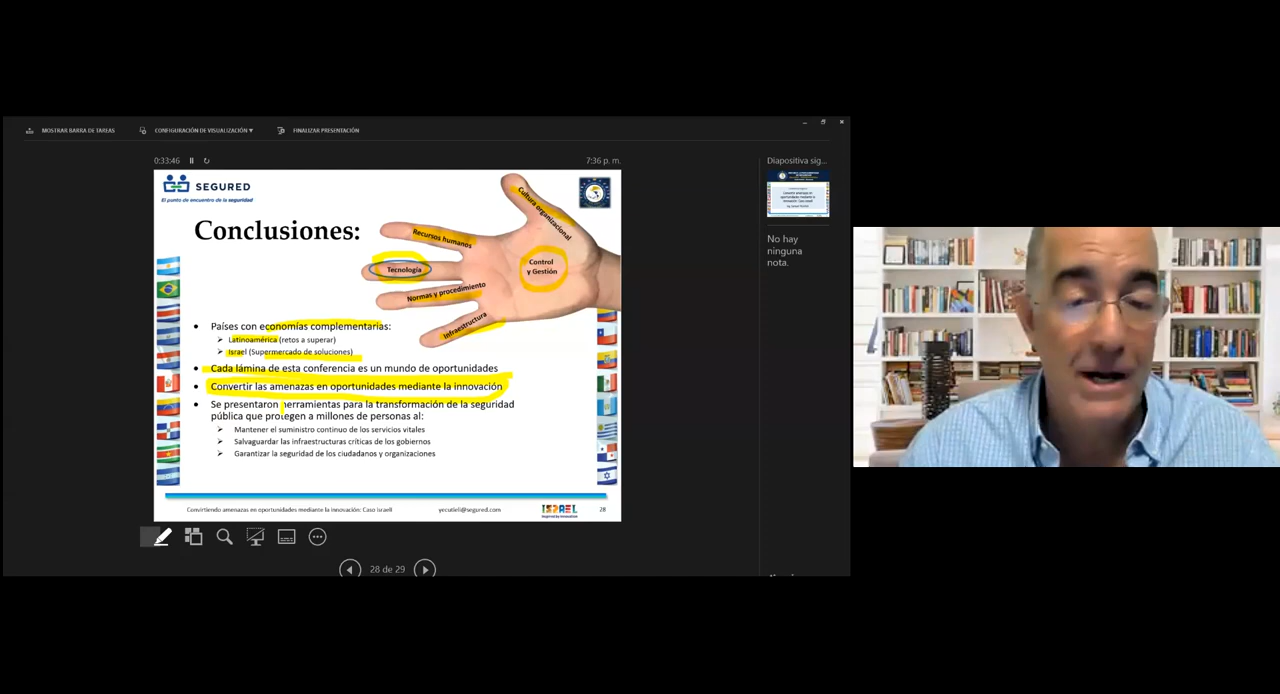 MOSTRAR BARRA DE TAREAS
CONFIGURACIÓN DE VISUALIZACIÓN ▾
FINALIZAR PRESENTACIÓN
0:33:46
7:36 p. m.
SEGURED
El punto de encuentro de la seguridad
Conclusiones:
Cultura organizacional
Recursos humanos
Tecnología
Control
y Gestión
Normas y procedimiento
Infraestructura
• Países con economías complementarias:
➢ Latinoamérica (retos a superar)
➢ Israel (Supermercado de soluciones)
• Cada lámina de esta conferencia es un mundo de oportunidades
• Convertir las amenazas en oportunidades mediante la innovación
• Se presentaron herramientas para la transformación de la seguridad
pública que protegen a millones de personas al:
➢ Mantener el suministro continuo de los servicios vitales
➢ Salvaguardar las infraestructuras críticas de los gobiernos
➢ Garantizar la seguridad de los ciudadanos y organizaciones
Convirtiendo amenazas en oportunidades mediante la innovación: Caso Israelí
yecutieli@segured.com
ISRAEL
28
28 de 29
Diapositiva sig...
No hay
ninguna
nota.